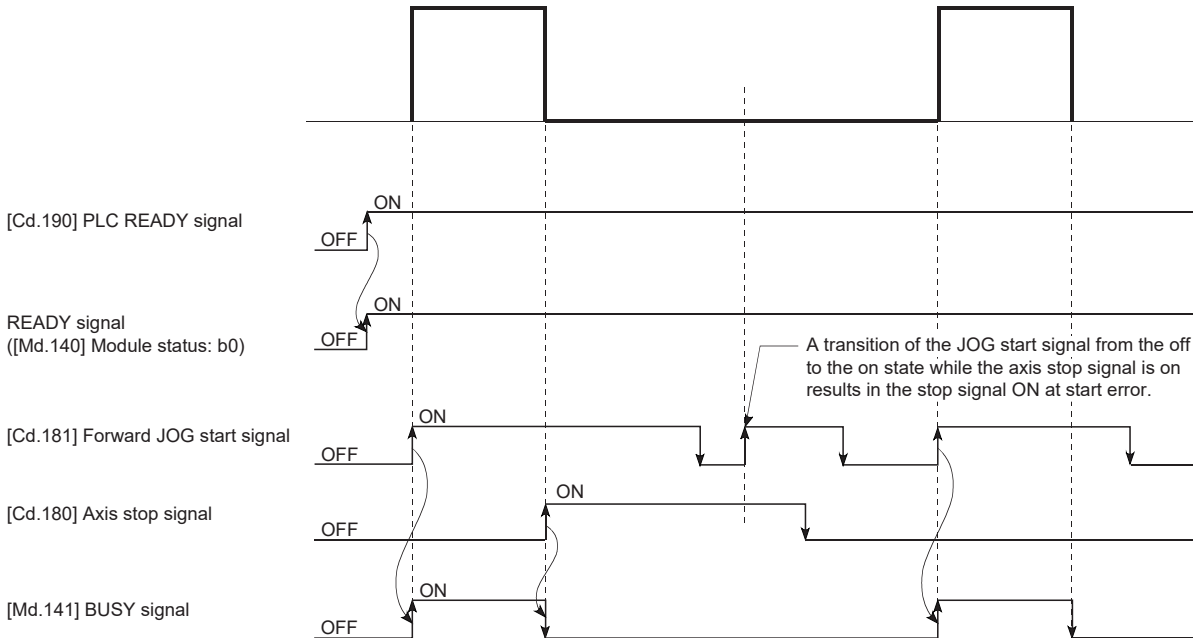 ON
[Cd.190] PLC READY signal
OFF
ON
READY signal
([Md.140] Module status: b0)
OFF
A transition of the JOG start signal from the off
to the on state while the axis stop signal is on
results in the stop signal ON at start error.
ON
[Cd.181] Forward JOG start signal
OFF
ON
[Cd.180] Axis stop signal
OFF
ON
[Md.141] BUSY signal
OFF